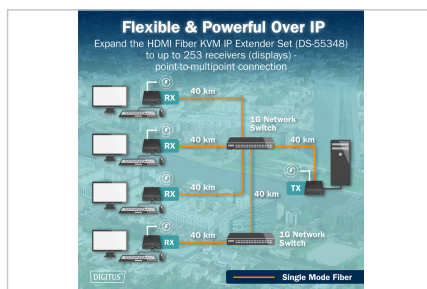 Flexible & Powerful Over IP
Expand the HDMI Fiber KVM IP Extender Set (DS-55348)
to up to 253 receivers (displays) -
point-to-multipoint connection
RX
40 km
1G Network
Switch
RX
40 km
40 km
TX
RX
40 km
40 km
RX
40 km
1G Network
Switch
DIGITUS
Single Mode Fiber